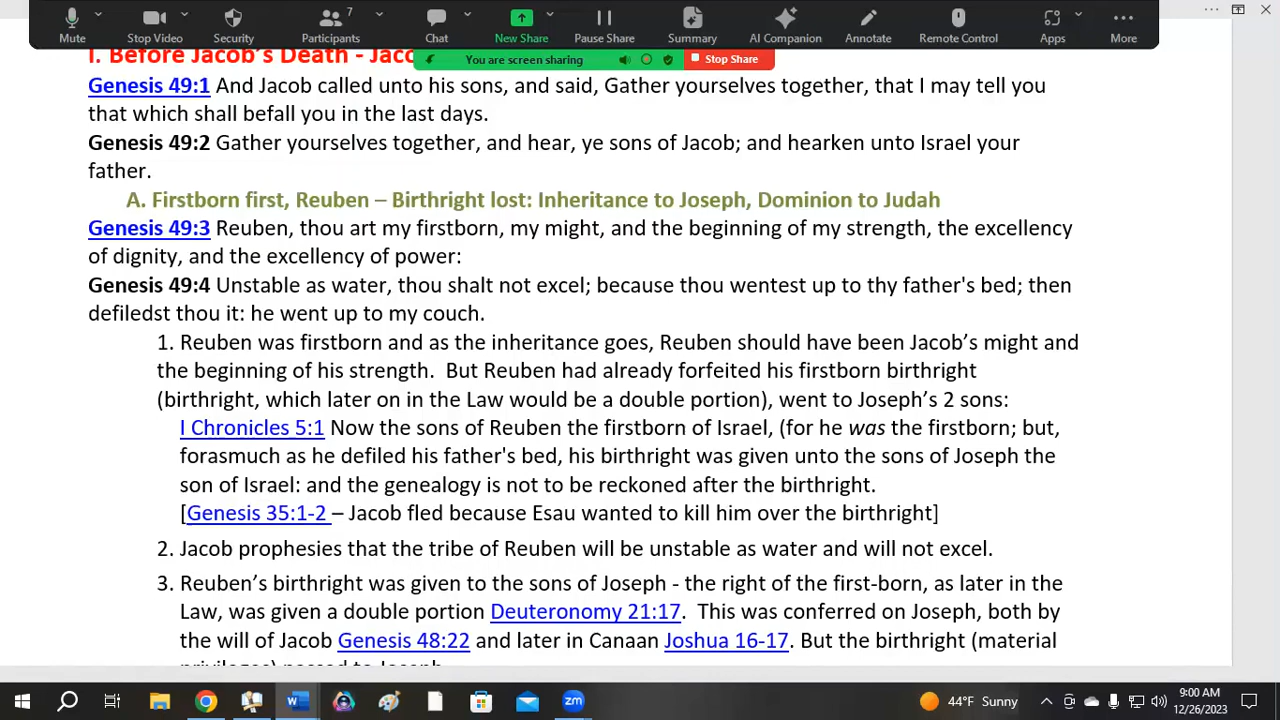 7
Mute
Stop Video
Security
Participants
Chat
New Share
Pause Share
Summary
AI Companion
Annotate
Remote Control
Apps
More
You are screen sharing
Stop Share
I. Before Jacob's Death - Jac
Genesis 49:1 And Jacob called unto his sons, and said, Gather yourselves together, that I may tell you
that which shall befall you in the last days.
Genesis 49:2 Gather yourselves together, and hear, ye sons of Jacob; and hearken unto Israel your
father.
A. Firstborn first, Reuben – Birthright lost: Inheritance to Joseph, Dominion to Judah
Genesis 49:3 Reuben, thou art my firstborn, my might, and the beginning of my strength, the excellency
of dignity, and the excellency of power:
Genesis 49:4 Unstable as water, thou shalt not excel; because thou wentest up to thy father's bed; then
defiledst thou it: he went up to my couch.
1. Reuben was firstborn and as the inheritance goes, Reuben should have been Jacob's might and
the beginning of his strength.  But Reuben had already forfeited his firstborn birthright
(birthright, which later on in the Law would be a double portion), went to Joseph's 2 sons:
I Chronicles 5:1 Now the sons of Reuben the firstborn of Israel, (for he was the firstborn; but,
forasmuch as he defiled his father's bed, his birthright was given unto the sons of Joseph the
son of Israel: and the genealogy is not to be reckoned after the birthright.
[Genesis 35:1-2 – Jacob fled because Esau wanted to kill him over the birthright]
2. Jacob prophesies that the tribe of Reuben will be unstable as water and will not excel.
3. Reuben's birthright was given to the sons of Joseph - the right of the first-born, as later in the
Law, was given a double portion Deuteronomy 21:17.  This was conferred on Joseph, both by
the will of Jacob Genesis 48:22 and later in Canaan Joshua 16-17. But the birthright (material
privileges) passed to Joseph
44°F Sunny
9:00 AM
12/26/2023